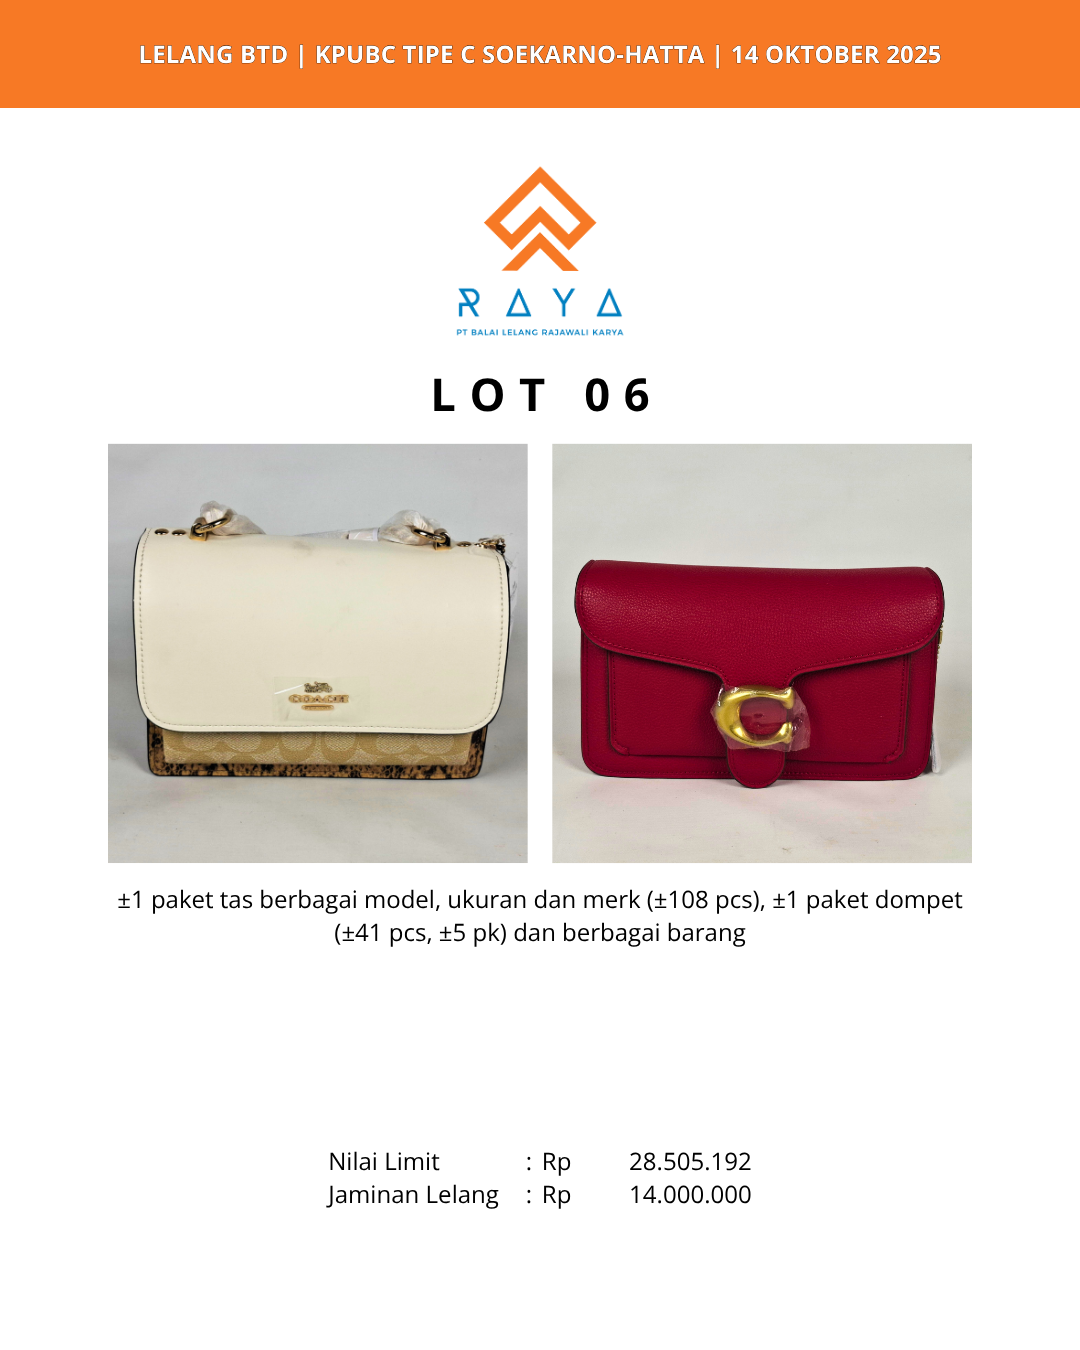 LELANG BTD | KPUBC TIPE C SOEKARNO-HATTA | 14 OKTOBER 2025
RAYA
PT BALAI LELANG RAJAWALI KARYA
LOT 06
COACH
±1 paket tas berbagai model, ukuran dan merk (±108 pcs), ±1 paket dompet
(±41 pcs, ±5 pk) dan berbagai barang
Nilai Limit : Rp 28.505.192
Jaminan Lelang : Rp 14.000.000